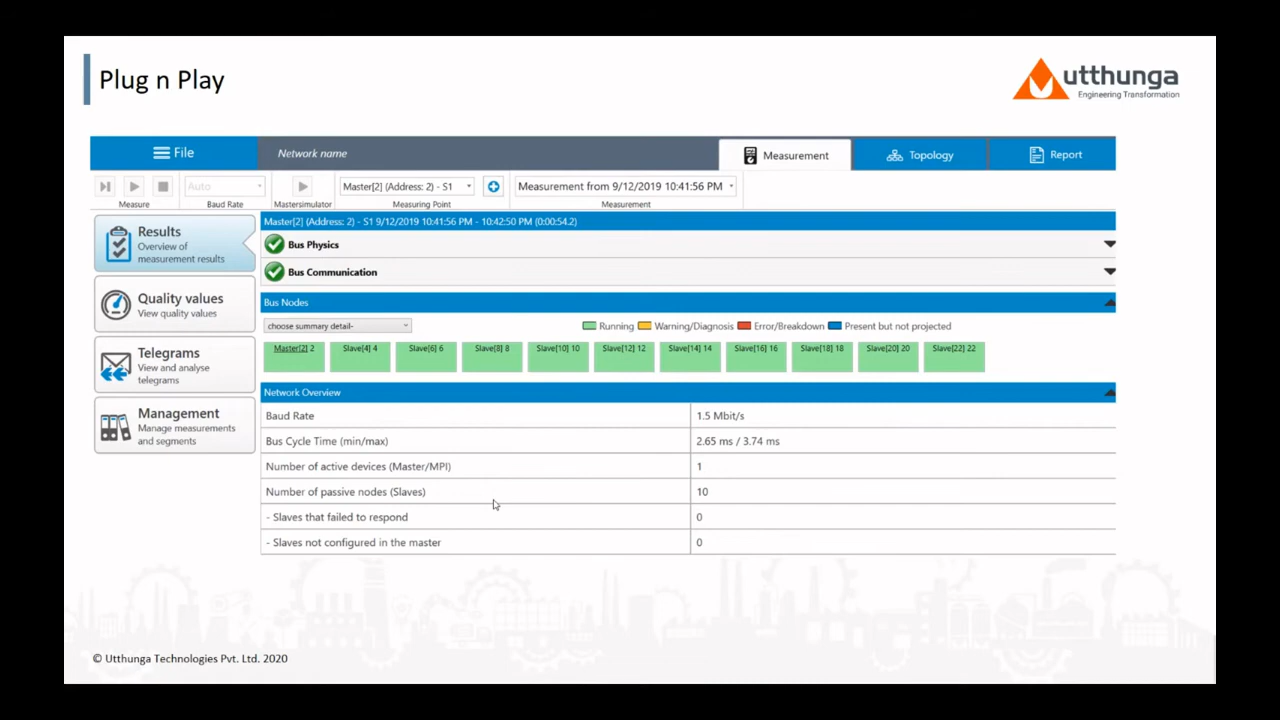 Plug n Play
utthunga
Engineering Transformation
File
Network name
Measurement
Topology
Report
Auto
Master[2] (Address: 2) - S1
Measurement from 9/12/2019 10:41:56 PM
Measure
Baud Rate
Mastersimulator
Measuring Point
Measurement
Results
Overview of
measurement results
Quality values
View quality values
Telegrams
View and analyse
telegrams
Management
Manage measurements
and segments
Master[2] (Address: 2) - S1 9/12/2019 10:41:56 PM - 10:42:50 PM (0:00:54.2)
Bus Physics
Bus Communication
Bus Nodes
choose summary detail-
Running
Warning/Diagnosis
Error/Breakdown
Present but not projected
Master[2] 2
Slave[4] 4
Slave[6] 6
Slave[8] 8
Slave[10] 10
Slave[12] 12
Slave[14] 14
Slave[16] 16
Slave[18] 18
Slave[20] 20
Slave[22] 22
Network Overview
Baud Rate 1.5 Mbit/s
Bus Cycle Time (min/max) 2.65 ms / 3.74 ms
Number of active devices (Master/MPI) 1
Number of passive nodes (Slaves) 10
- Slaves that failed to respond 0
- Slaves not configured in the master 0
© Utthunga Technologies Pvt. Ltd. 2020